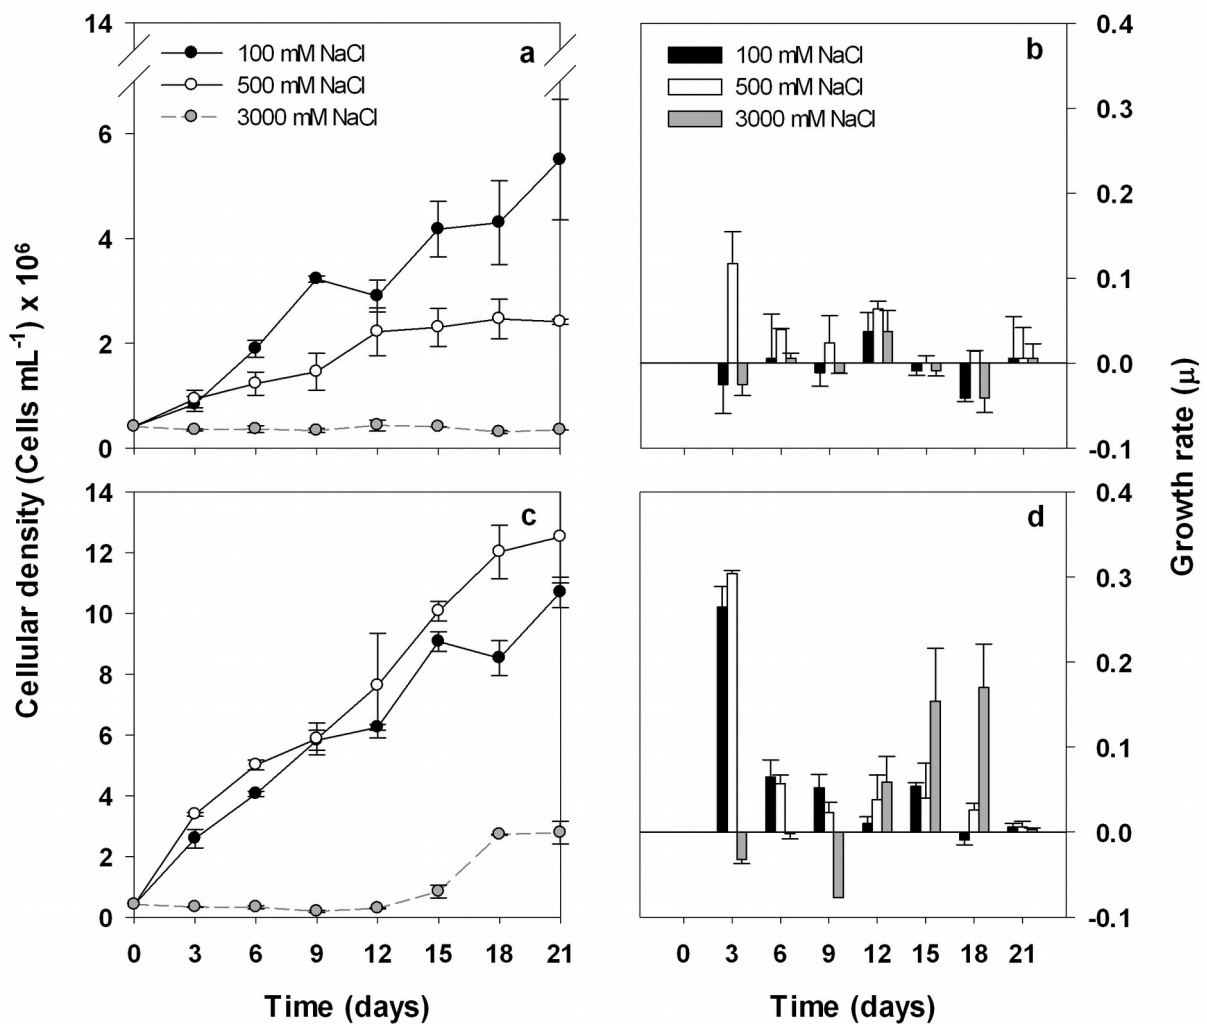 14
6
4
2
0
100 mM NaCl
500 mM NaCl
3000 mM NaCl
a
100 mM NaCl
500 mM NaCl
3000 mM NaCl
b
0.4
0.3
0.2
0.1
0.0
-0.1
Cellular density (Cells mL⁻¹) x 10⁶
Growth rate (μ)
14
12
10
8
6
4
2
0
c
d
0.4
0.3
0.2
0.1
0.0
-0.1
0 3 6 9 12 15 18 21
0 3 6 9 12 15 18 21
Time (days)
Time (days)